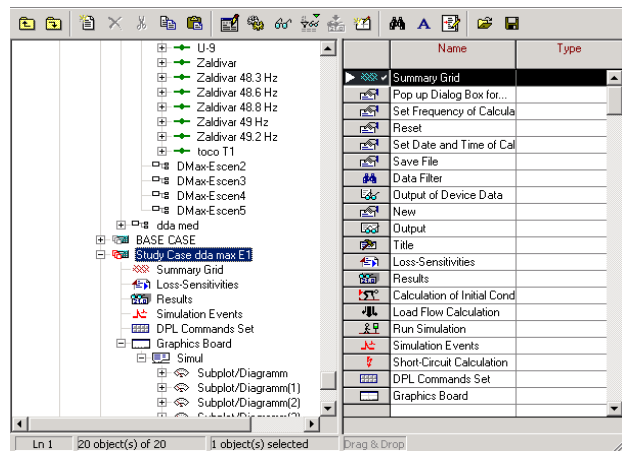 A
U-9
Zaldivar
Zaldivar 48.3 Hz
Zaldivar 48.6 Hz
Zaldivar 48.8 Hz
Zaldivar 49 Hz
Zaldivar 49.2 Hz
toco T1
DMax-Escen2
DMax-Escen3
DMax-Escen4
DMax-Escen5
dda med
BASE CASE
Study Case dda max E1
Summary Grid
Loss-Sensitivities
Results
Simulation Events
DPL Commands Set
Graphics Board
Simul
Subplot/Diagramm
Subplot/Diagramm(1)
Subplot/Diagramm(2)
Subplot/Diagramm(3)
Name Type
Summary Grid
Pop up Dialog Box for...
Set Frequency of Calcula
Reset
Set Date and Time of Cal
Save File
Data Filter
Output of Device Data
New
Output
Title
Loss-Sensitivities
Results
Calculation of Initial Cond
Load Flow Calculation
Run Simulation
Simulation Events
Short-Circuit Calculation
DPL Commands Set
Graphics Board
Ln 1 20 object(s) of 20 1 object(s) selected Drag & Drop